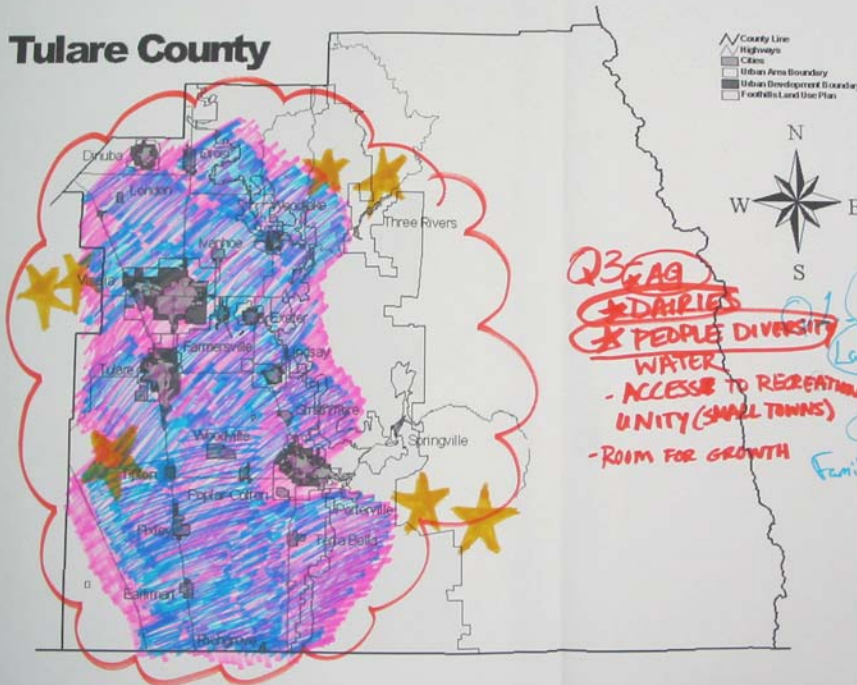 Tulare County
County Line
Highways
Cities
Urban Area Boundary
Urban Development Boundary
Foothills Land Use Plan
N
W E
S
Dinuba
London
Woodlake
Three Rivers
Ivanhoe
Visalia
Exeter
Farmersville
Lindsay
Tulare
Strathmore
Woodville
Springville
Tipton
Poplar-Cotton
Porterville
Pixley
Terra Bella
Earlimart
Richgrove
Q3 AG
DAIRIES
PEOPLE DIVERSITY
WATER
- ACCESS TO RECREATION
UNITY (SMALL TOWNS)
- ROOM FOR GROWTH
Q1